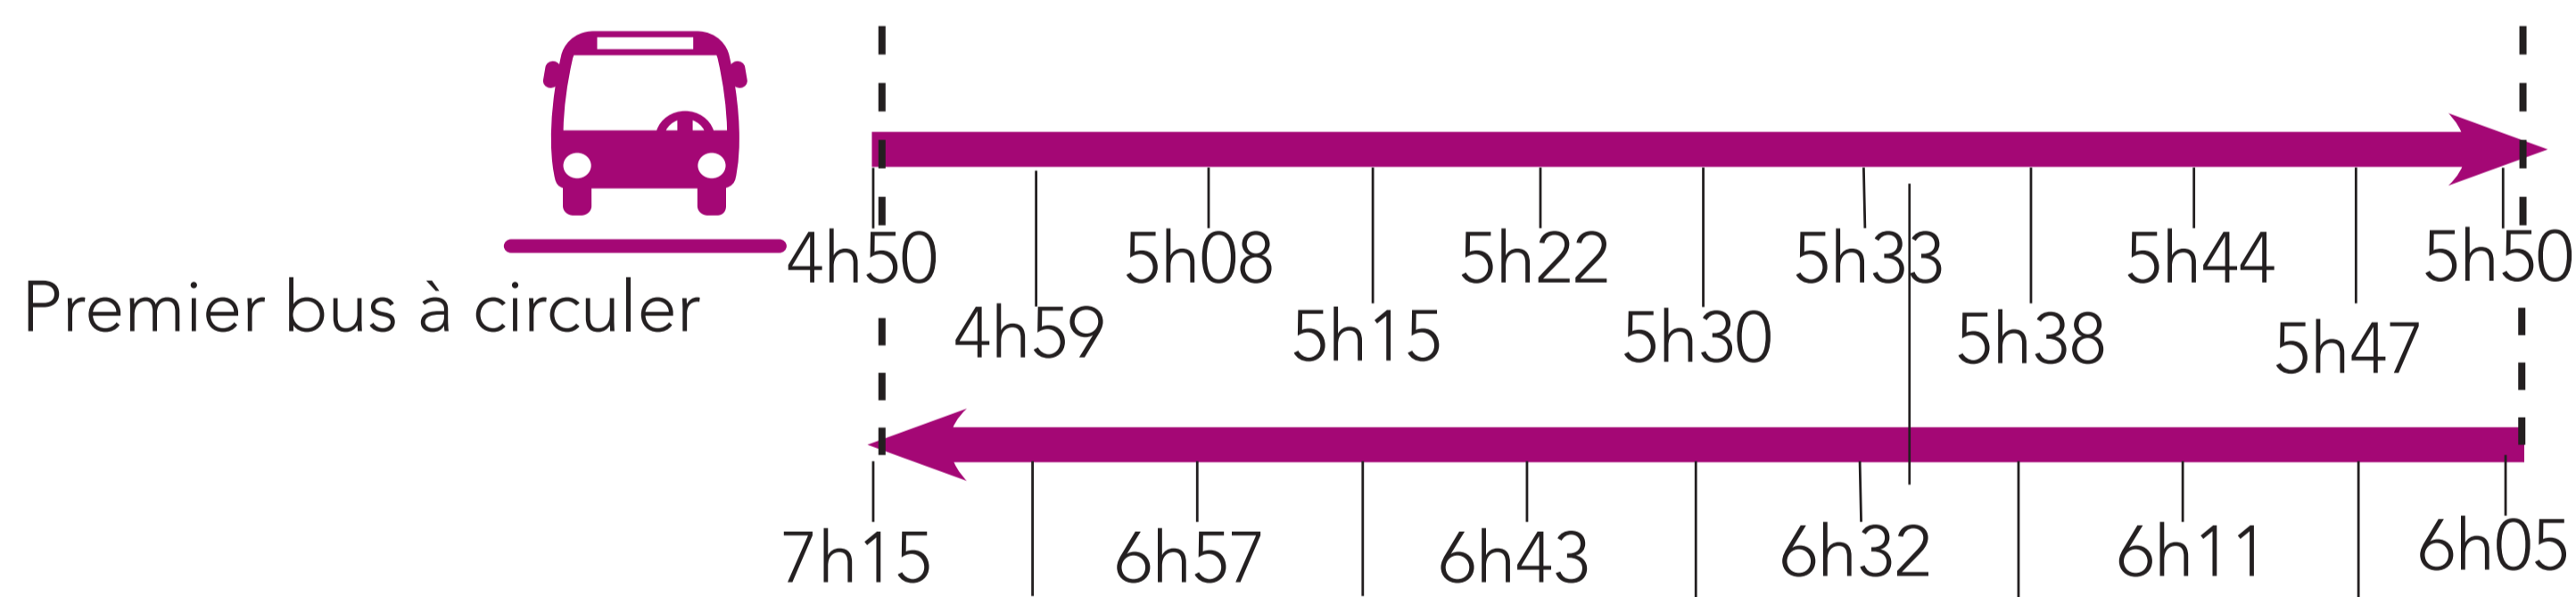 4h50 5h08 5h22 5h33 5h44 5h50
Premier bus à circuler
4h59 5h15 5h30 5h38 5h47
7h15 6h57 6h43 6h32 6h11 6h05